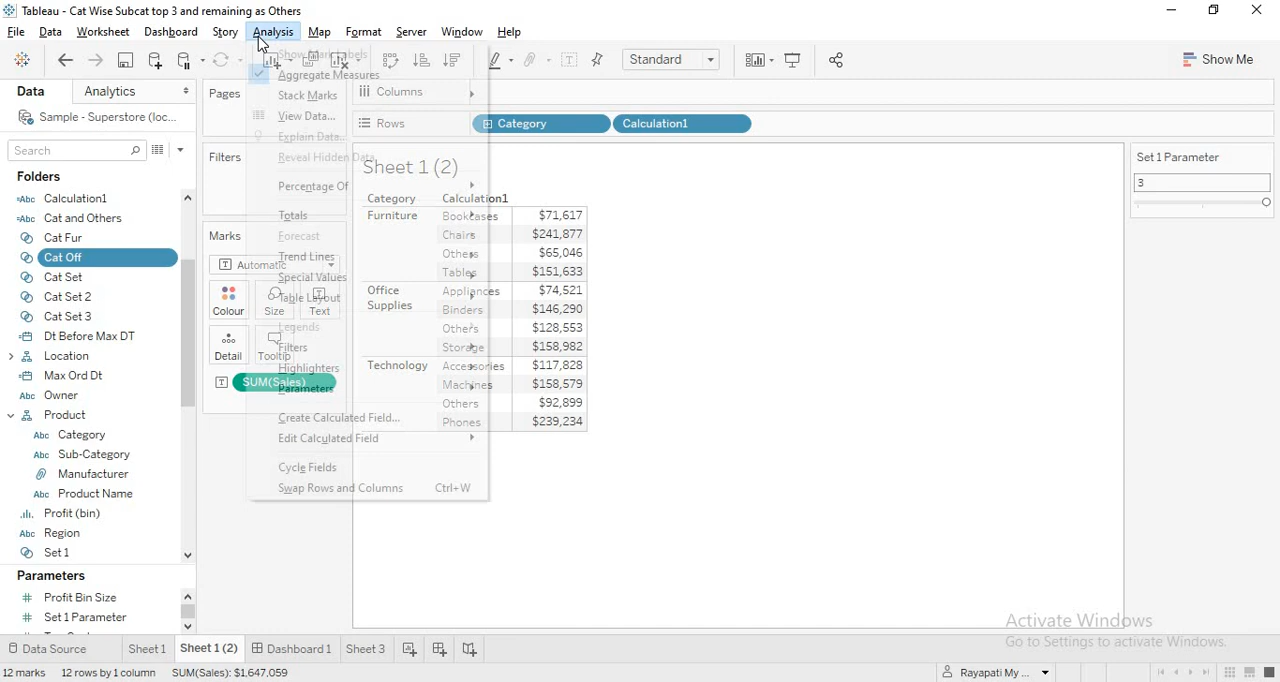 Tableau - Cat Wise Subcat top 3 and remaining as Others
File Data Worksheet Dashboard Story Analysis Map Format Server Window Help
Standard Show Me
Data Analytics
Pages
Columns
Sample - Superstore (loc...
Rows Category Calculation1
Search
Filters
Folders
Calculation1
Cat and Others
Cat Fur
Cat Off
Cat Set
Cat Set 2
Cat Set 3
Dt Before Max DT
Location
Max Ord Dt
Owner
Product
Category
Sub-Category
Manufacturer
Product Name
Profit (bin)
Region
Set 1
Parameters
Profit Bin Size
Set 1 Parameter
Marks
Automatic
Colour Size Text
Detail Tooltip
SUM(Sales)
Show Mark Labels
Aggregate Measures
Stack Marks
View Data...
Explain Data...
Reveal Hidden Data
Percentage Of
Totals
Forecast
Trend Lines
Special Values
Table Layout
Legends
Filters
Highlighters
Parameters
Create Calculated Field...
Edit Calculated Field
Cycle Fields
Swap Rows and Columns Ctrl+W
Sheet 1 (2)
Category Calculation1
Furniture Bookcases $71,617
Chairs $241,877
Others $65,046
Tables $151,633
Office Supplies Appliances $74,521
Binders $146,290
Others $128,553
Storage $158,982
Technology Accessories $117,828
Machines $158,579
Others $92,899
Phones $239,234
Set 1 Parameter
3
Activate Windows
Go to Settings to activate Windows.
Data Source Sheet 1 Sheet 1 (2) Dashboard 1 Sheet 3
12 marks 12 rows by 1 column SUM(Sales): $1,647,059 Rayapati My ...